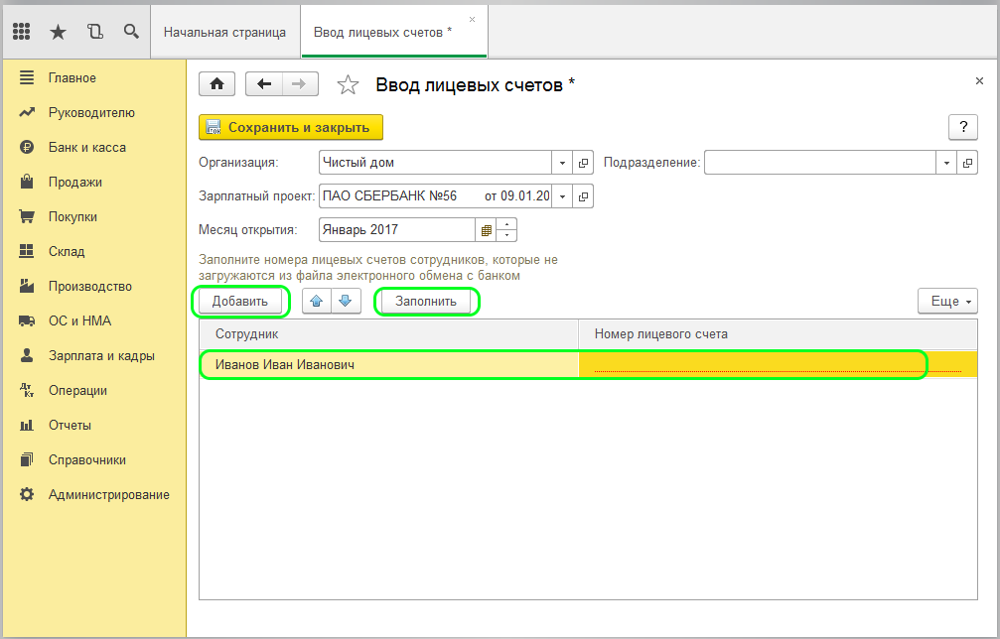 Начальная страница
Ввод лицевых счетов *
Главное
Руководителю
Банк и касса
Продажи
Покупки
Склад
Производство
ОС и НМА
Зарплата и кадры
Операции
Отчеты
Справочники
Администрирование
Ввод лицевых счетов *
Сохранить и закрыть
?
Организация: Чистый дом Подразделение:
Зарплатный проект: ПАО СБЕРБАНК №56 от 09.01.20
Месяц открытия: Январь 2017
Заполните номера лицевых счетов сотрудников, которые не
загружаются из файла электронного обмена с банком
Добавить Заполнить Еще
Сотрудник Номер лицевого счета
Иванов Иван Иванович